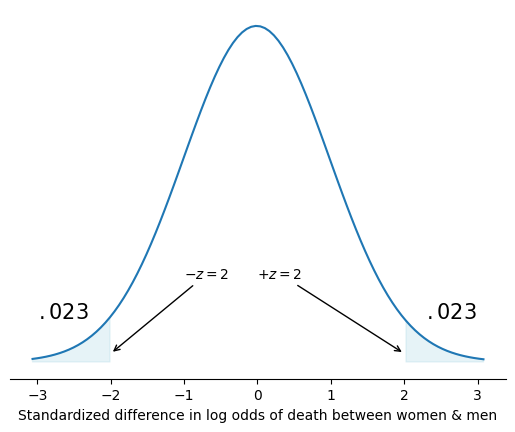 −z = 2 +z = 2
.023 .023
−3 −2 −1 0 1 2 3
Standardized difference in log odds of death between women & men